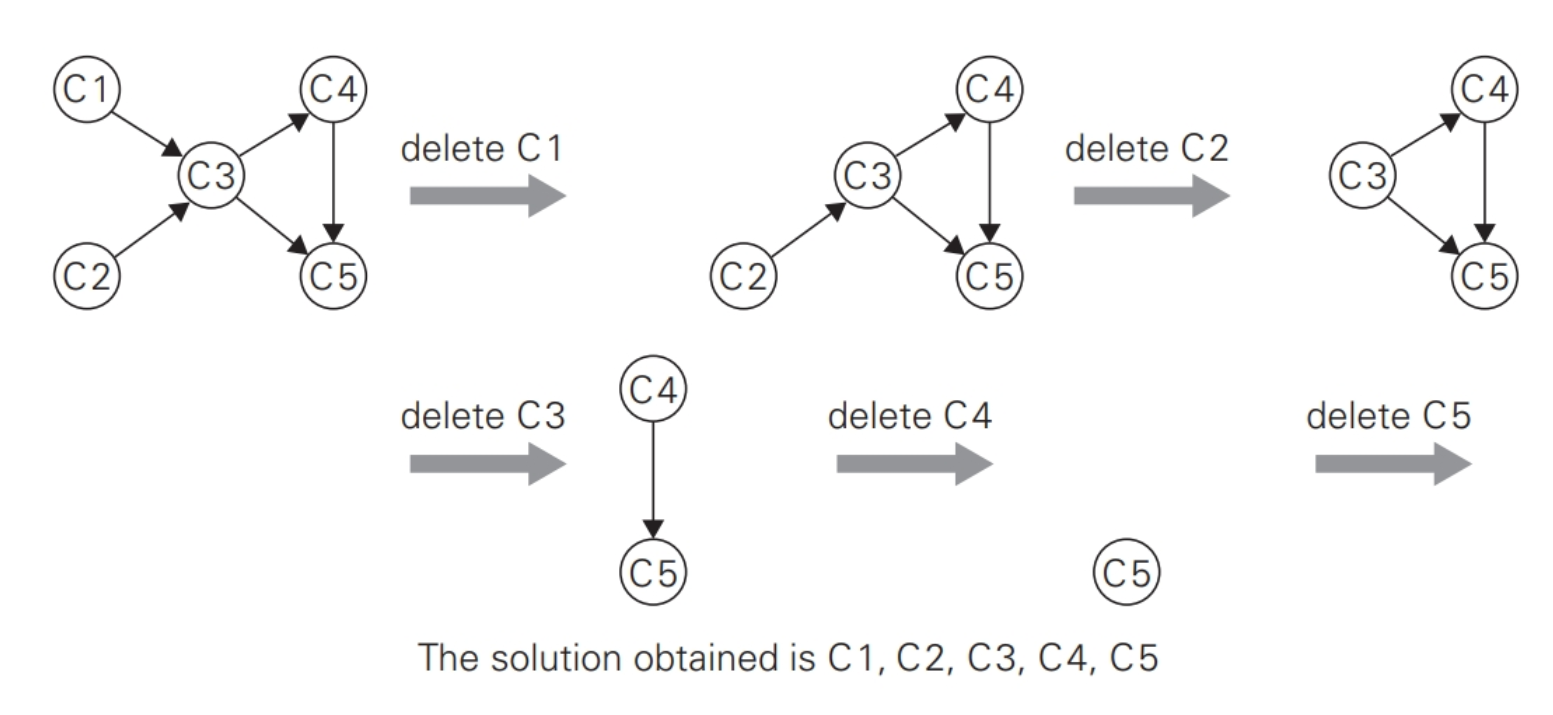 C1
C4
C3
C2
C5
delete C1
C4
C3
C2
C5
delete C2
C4
C3
C5
delete C3
C4
C5
delete C4
C5
delete C5
The solution obtained is C1, C2, C3, C4, C5